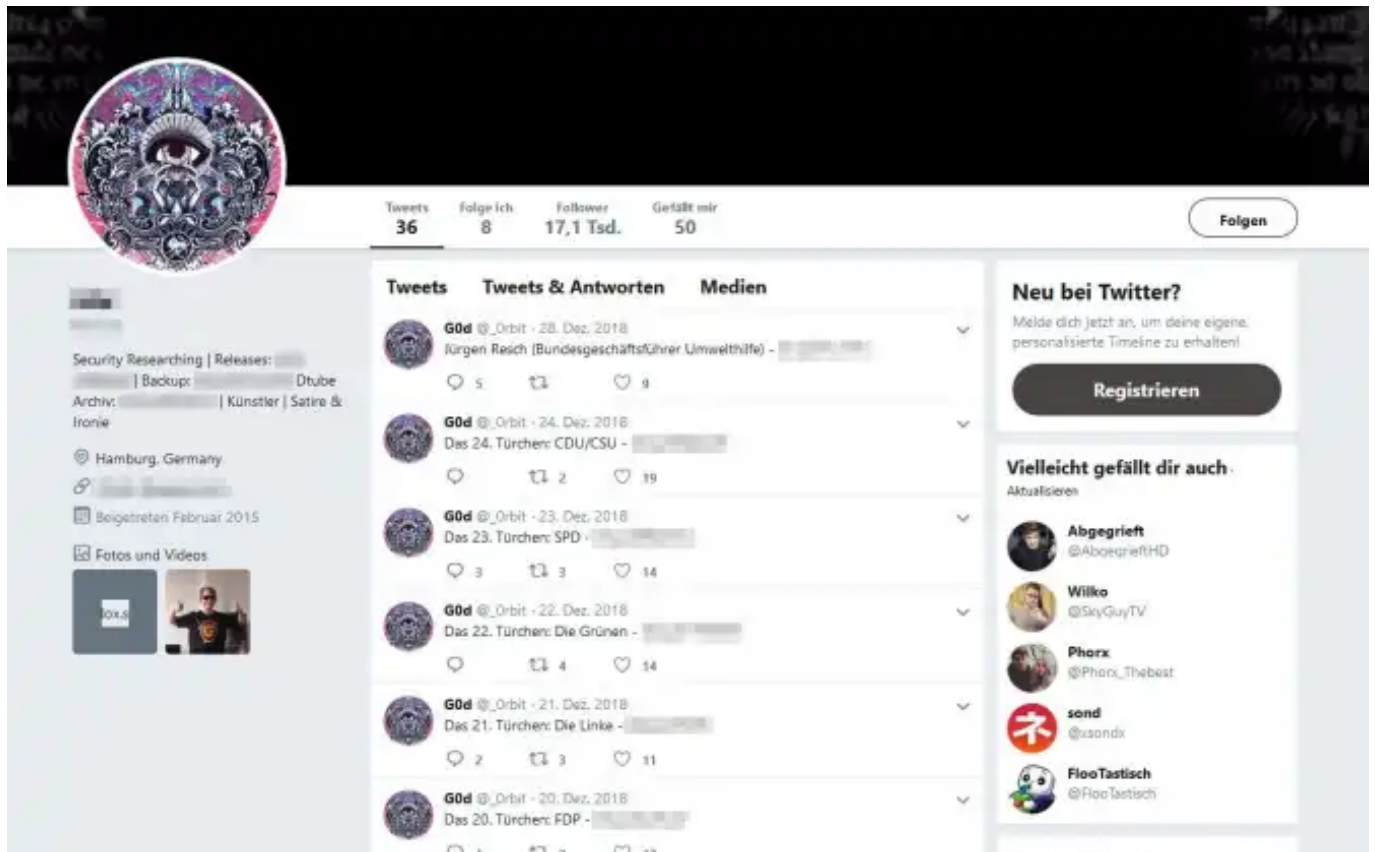 Tweets
36
Folge ich
8
Follower
17,1 Tsd.
Gefällt mir
50
Folgen
Security Researching | Releases:
| Backup: Dtube
Archiv: | Künstler | Satire &
Ironie
Hamburg, Germany
Beigetreten Februar 2015
Fotos und Videos
Tweets Tweets & Antworten Medien
G0d @_0rbit · 28. Dez. 2018
Jürgen Resch (Bundesgeschäftsführer Umwelthilfe) -
5 9
G0d @_0rbit · 24. Dez. 2018
Das 24. Türchen: CDU/CSU -
2 19
G0d @_0rbit · 23. Dez. 2018
Das 23. Türchen: SPD -
3 3 14
G0d @_0rbit · 22. Dez. 2018
Das 22. Türchen: Die Grünen -
4 14
G0d @_0rbit · 21. Dez. 2018
Das 21. Türchen: Die Linke -
2 3 11
G0d @_0rbit · 20. Dez. 2018
Das 20. Türchen: FDP -
Neu bei Twitter?
Melde dich jetzt an, um deine eigene,
personalisierte Timeline zu erhalten!
Registrieren
Vielleicht gefällt dir auch ·
Aktualisieren
Abgegrieft
@AbgegrieftHD
Wilko
@SkyGuyTV
Phorx
@Phorx_Thebest
sond
@xsondx
FlooTastisch
@FlooTastisch